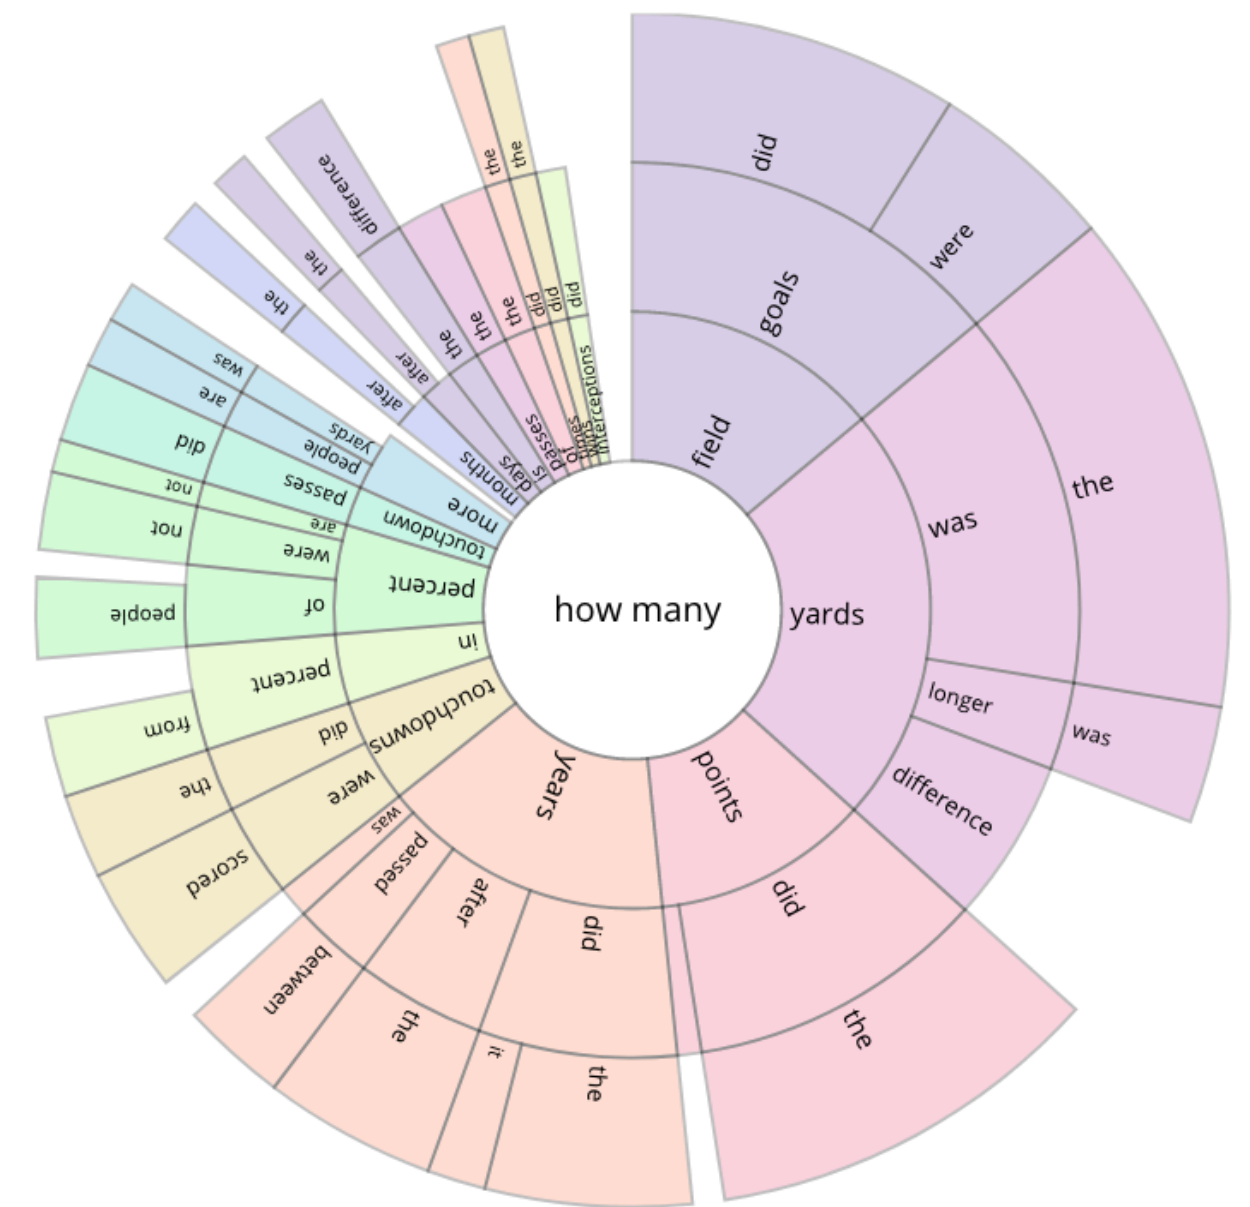 how many
field
goals
did
were
yards
was
the
longer
was
difference
points
did
the
years
did
the
it
after
the
passed
between
was
touchdowns
were
scored
did
the
in
percent
from
percent
of
people
were
not
are
not
touchdown
passes
did
more
people
are
yards
was
months
after
the
days
after
the
is
the
difference
passes
the
of
the
times
did
the
wins
did
the
interceptions
did